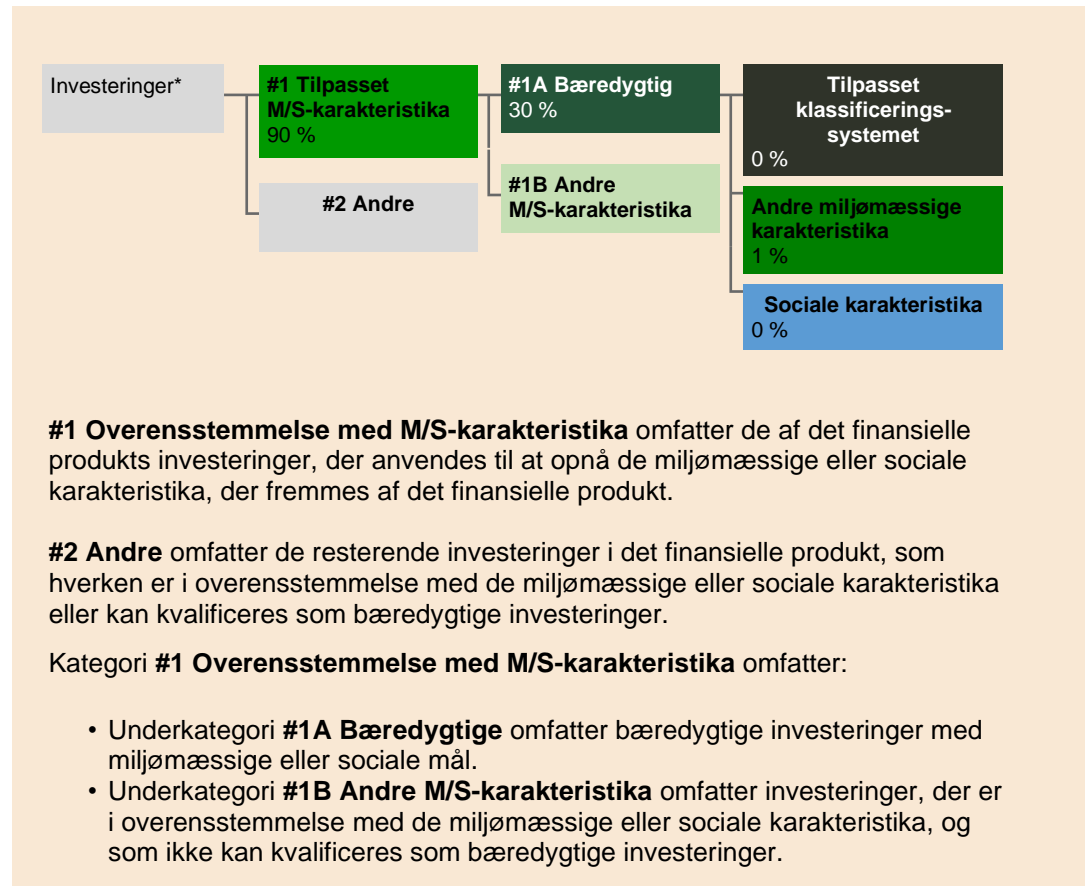 Investeringer*
#1 Tilpasset
M/S-karakteristika
90 %
#2 Andre
#1A Bæredygtig
30 %
#1B Andre
M/S-karakteristika
Tilpasset
klassificerings-
systemet
0 %
Andre miljømæssige
karakteristika
1 %
Sociale karakteristika
0 %
#1 Overensstemmelse med M/S-karakteristika omfatter de af det finansielle
produkts investeringer, der anvendes til at opnå de miljømæssige eller sociale
karakteristika, der fremmes af det finansielle produkt.
#2 Andre omfatter de resterende investeringer i det finansielle produkt, som
hverken er i overensstemmelse med de miljømæssige eller sociale karakteristika
eller kan kvalificeres som bæredygtige investeringer.
Kategori #1 Overensstemmelse med M/S-karakteristika omfatter:
• Underkategori #1A Bæredygtige omfatter bæredygtige investeringer med
miljømæssige eller sociale mål.
• Underkategori #1B Andre M/S-karakteristika omfatter investeringer, der er
i overensstemmelse med de miljømæssige eller sociale karakteristika, og
som ikke kan kvalificeres som bæredygtige investeringer.